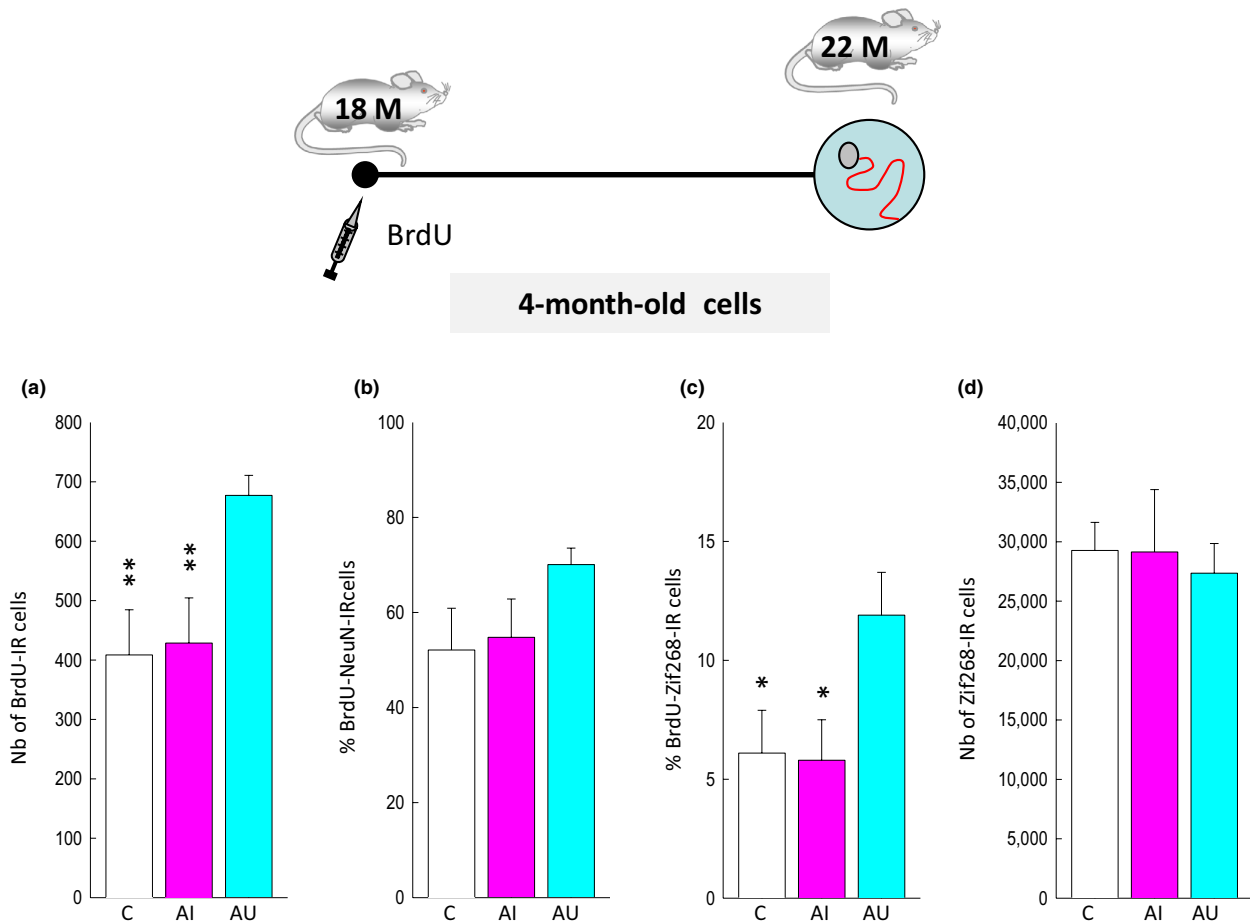 22 M
18 M
BrdU
4-month-old cells
(a)
(b)
(c)
(d)
Nb of BrdU-IR cells
800
700
600
500
400
300
200
100
0
**
**
C AI AU
% BrdU-NeuN-IRcells
100
80
60
40
20
0
C AI AU
% BrdU-Zif268-IR cells
20
15
10
5
0
*
*
C AI AU
Nb of Zif268-IR cells
40,000
35,000
30,000
25,000
20,000
15,000
10,000
5,000
0
C AI AU